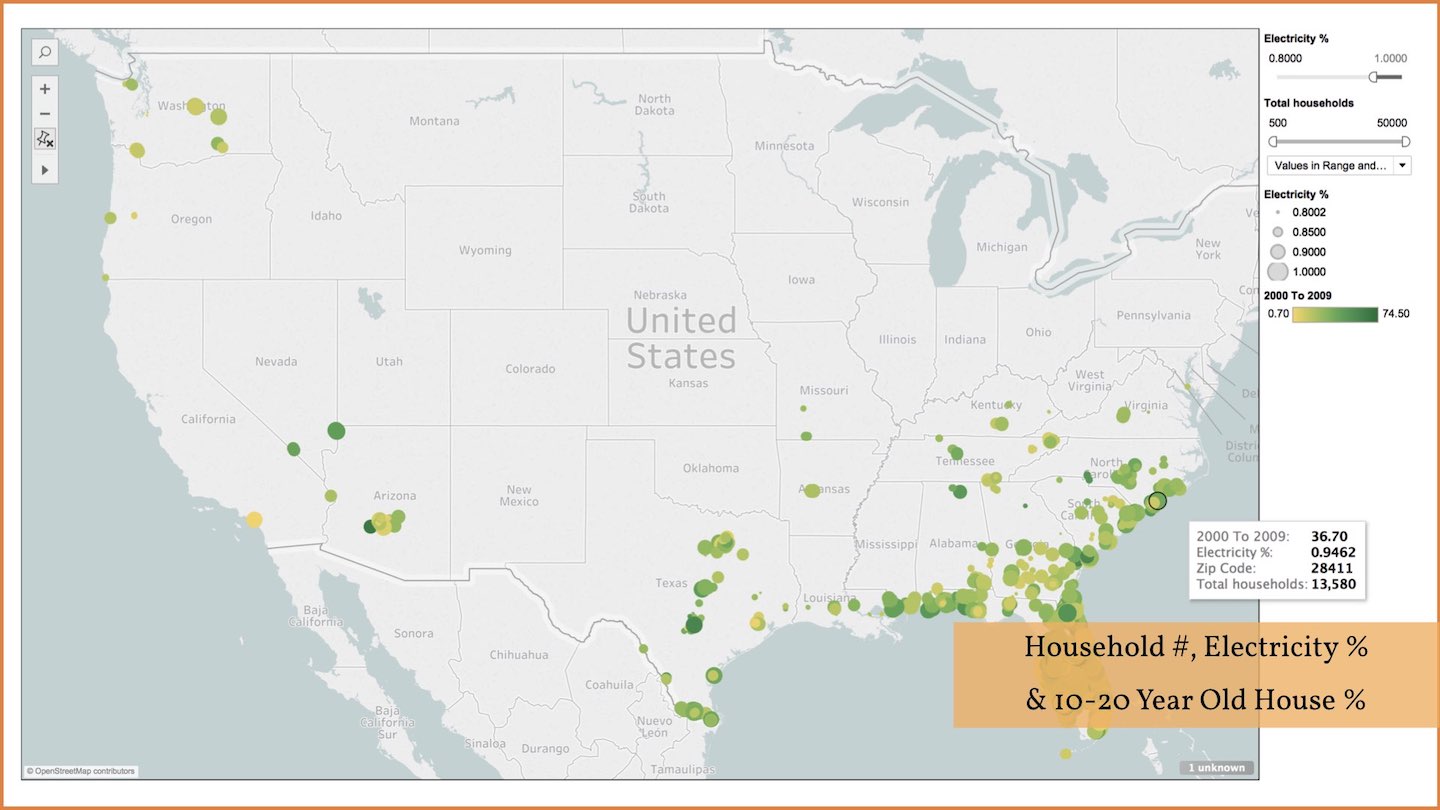 Washington
Montana
North
Dakota
Minnesota
South
Dakota
Wisconsin
Michigan
Oregon
Idaho
Wyoming
New
York
Iowa
Nebraska
United
States
Kansas
Illinois
Indiana
Ohio
Pennsylvania
Nevada
Utah
Colorado
California
Missouri
West
Virginia
Virginia
Kentucky
Tennessee
North
Oklahoma
Arkansas
Arizona
New
Mexico
Mississippi
Alabama
Texas
Louisiana
Baja
California
Sonora
Chihuahua
Coahuila
Baja
California
Sur
Nuevo
León
Sinaloa
Durango
Tamaulipas
© OpenStreetMap contributors
1 unknown
Electricity %
0.8000 1.0000
Total households
500 50000
Values in Range and...
Electricity %
0.8002
0.8500
0.9000
1.0000
2000 To 2009
0.70 74.50
2000 To 2009: 36.70
Electricity %: 0.9462
Zip Code: 28411
Total households: 13,580
Household #, Electricity %
& 10-20 Year Old House %